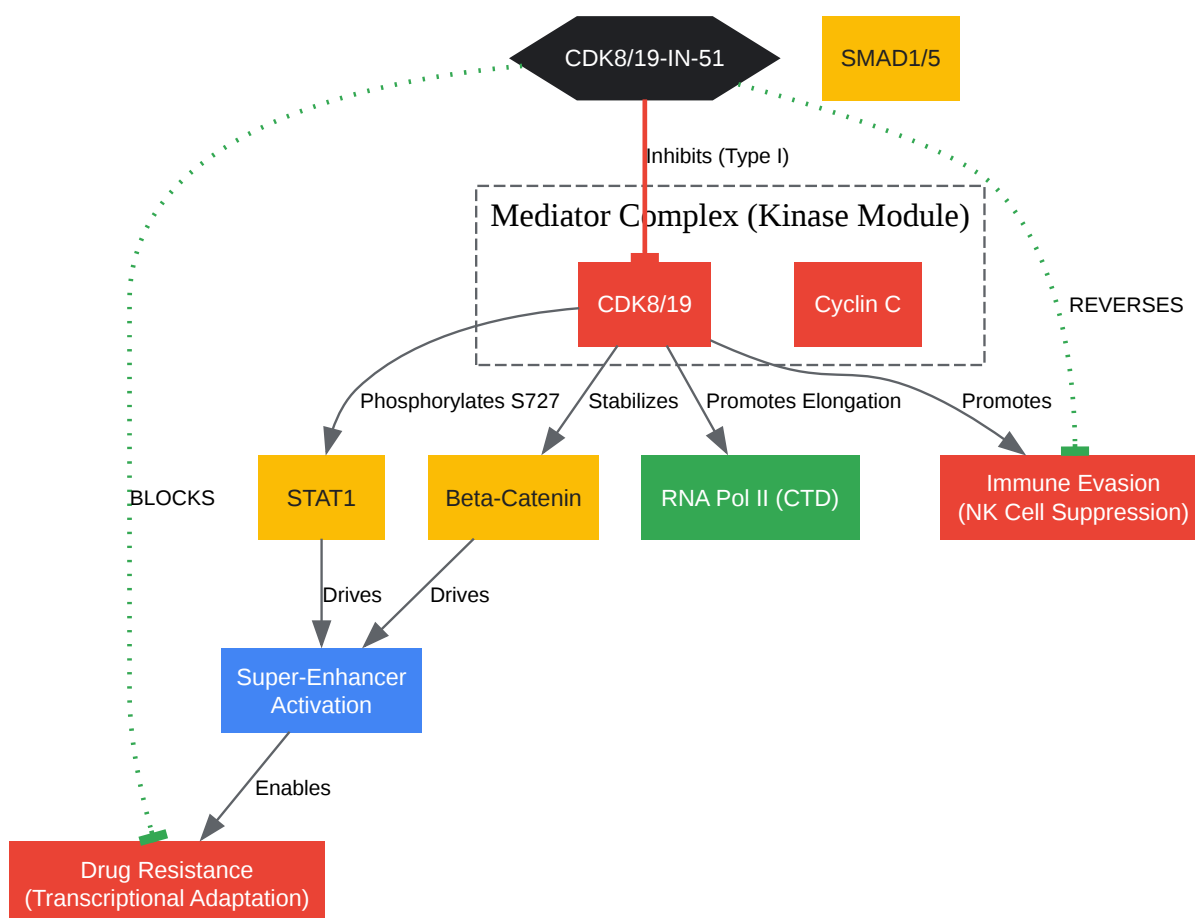 CDK8/19-IN-51
SMAD1/5
Inhibits (Type I)
Mediator Complex (Kinase Module)
CDK8/19
Cyclin C
REVERSES
Phosphorylates S727
Stabilizes
Promotes Elongation
Promotes
BLOCKS
STAT1
Beta-Catenin
RNA Pol II (CTD)
Immune Evasion
(NK Cell Suppression)
Drives
Drives
Super-Enhancer
Activation
Enables
Drug Resistance
(Transcriptional Adaptation)